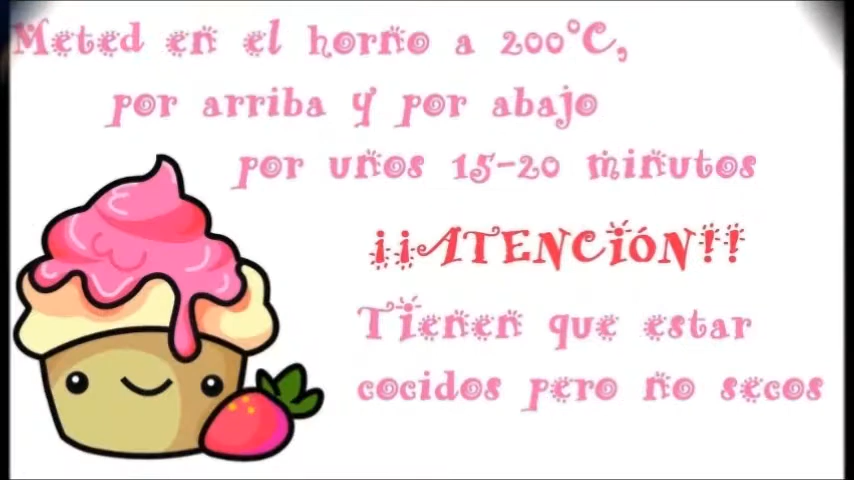 Meted en el horno a 200°C,
por arriba y por abajo
por unos 15-20 minutos
¡¡ATENCIÓN!!
Tienen que estar
cocidos pero no secos